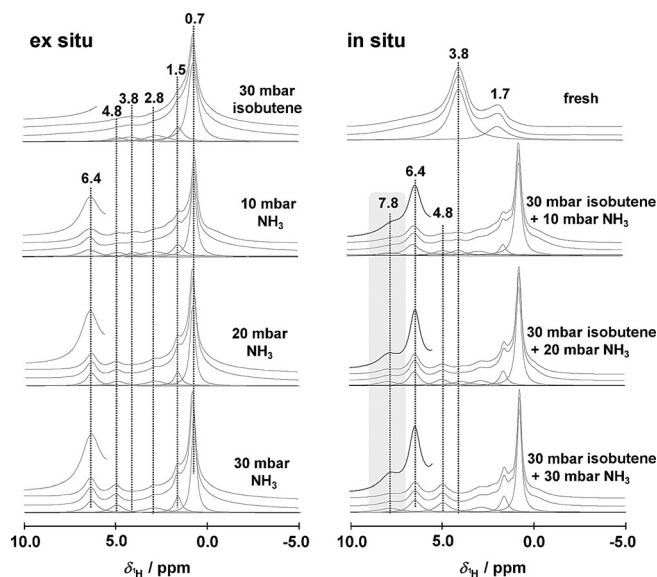 ex situ
0.7
1.5
2.8
3.8
4.8
30 mbar
isobutene
6.4
10 mbar
NH₃
20 mbar
NH₃
30 mbar
NH₃
10.0 5.0 0.0 -5.0
δ¹H / ppm
in situ
3.8
1.7
fresh
6.4
7.8
4.8
30 mbar isobutene
+ 10 mbar NH₃
30 mbar isobutene
+ 20 mbar NH₃
30 mbar isobutene
+ 30 mbar NH₃
10.0 5.0 0.0 -5.0
δ¹H / ppm